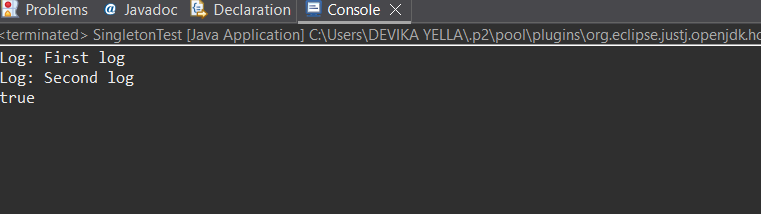 Problems @ Javadoc Declaration Console
<terminated> SingletonTest [Java Application] C:\Users\DEVIKA YELLA\.p2\pool\plugins\org.eclipse.justj.openjdk.ho
Log: First log
Log: Second log
true